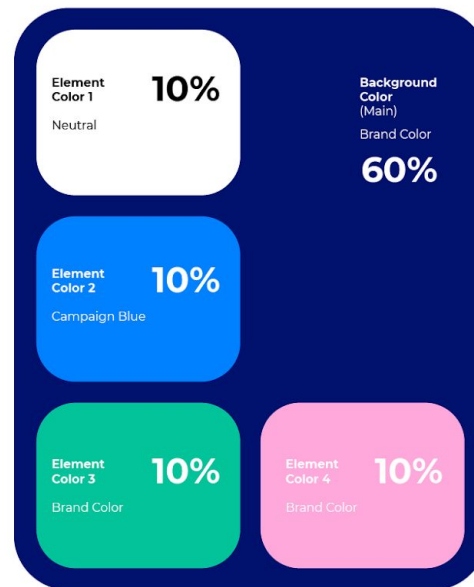 Element
Color 1
10%
Neutral
Background
Color
(Main)
Brand Color
60%
Element
Color 2
10%
Campaign Blue
Element
Color 3
10%
Brand Color
Element
Color 4
10%
Brand Color